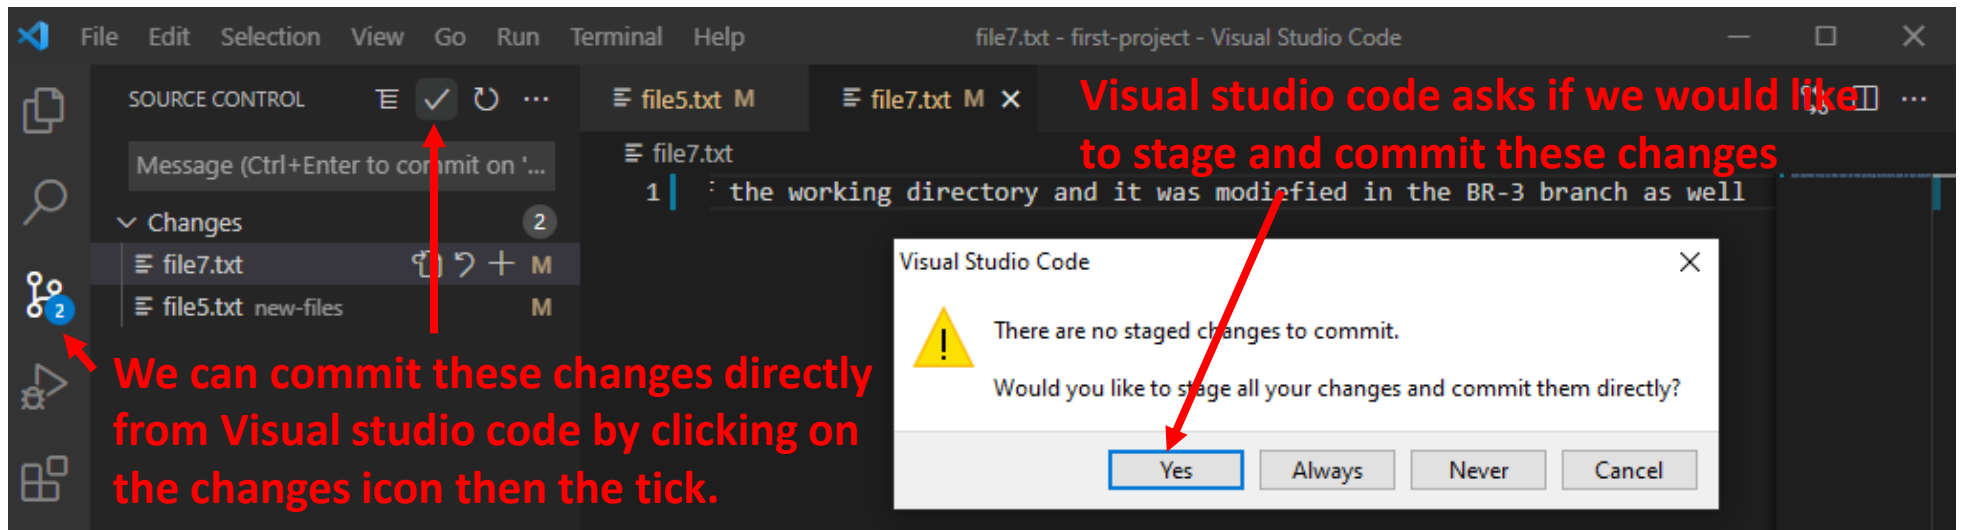 File Edit Selection View Go Run Terminal Help
file7.txt - first-project - Visual Studio Code
SOURCE CONTROL
file5.txt M
file7.txt M
Visual studio code asks if we would like
to stage and commit these changes
Message (Ctrl+Enter to commit on '...
file7.txt
1 the working directory and it was modiefied in the BR-3 branch as well
Changes 2
file7.txt M
file5.txt new-files M
2
Visual Studio Code
There are no staged changes to commit.
Would you like to stage all your changes and commit them directly?
Yes Always Never Cancel
We can commit these changes directly
from Visual studio code by clicking on
the changes icon then the tick.